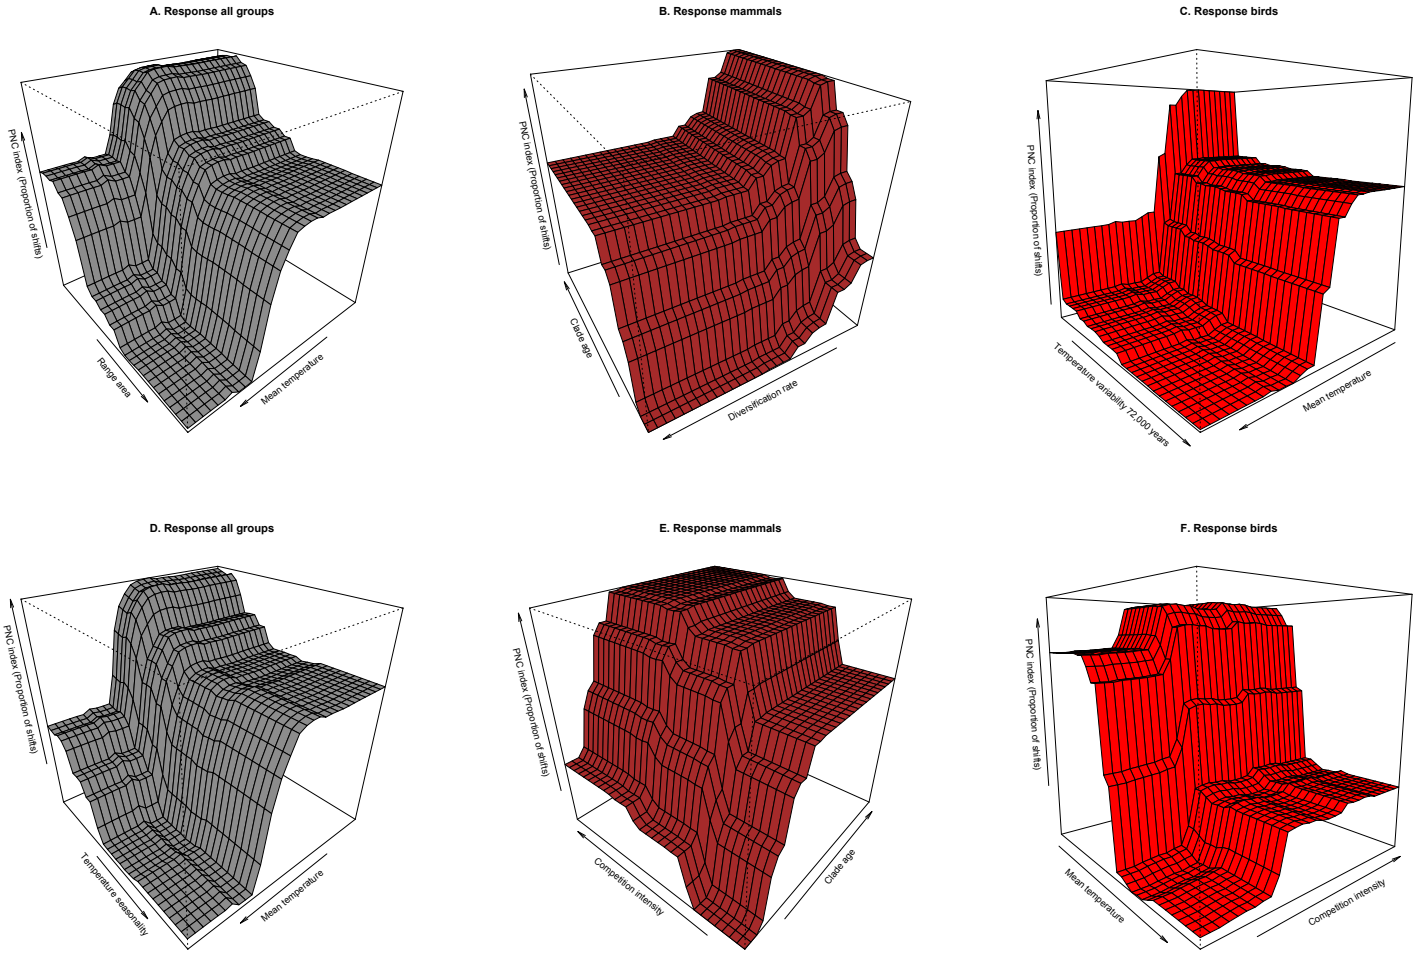 A. Response all groups
B. Response mammals
C. Response birds
PNC index (Proportion of shifts)
Range area
Mean temperature
PNC index (Proportion of shifts)
Clade age
Diversification rate
PNC index (Proportion of shifts)
Temperature variability 72,000 years
Mean temperature
D. Response all groups
E. Response mammals
F. Response birds
PNC index (Proportion of shifts)
Temperature seasonality
Mean temperature
PNC index (Proportion of shifts)
Competition intensity
Clade age
PNC index (Proportion of shifts)
Mean temperature
Competition intensity